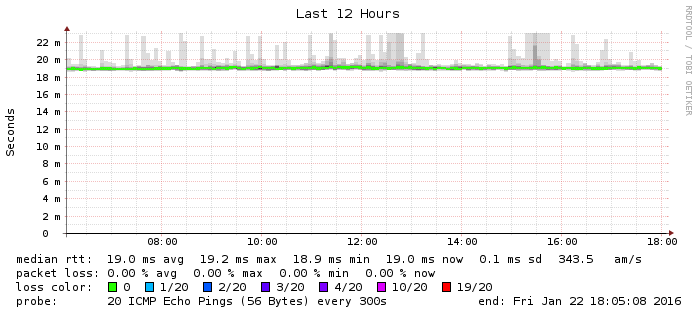 Last 12 Hours
RRDTOOL / TOBI OETIKER
Seconds
22 m
20 m
18 m
16 m
14 m
12 m
10 m
8 m
6 m
4 m
2 m
0
08:00 10:00 12:00 14:00 16:00 18:00
median rtt: 19.0 ms avg 19.2 ms max 18.9 ms min 19.0 ms now 0.1 ms sd 343.5 am/s
packet loss: 0.00 % avg 0.00 % max 0.00 % min 0.00 % now
loss color: 0 1/20 2/20 3/20 4/20 10/20 19/20
probe: 20 ICMP Echo Pings (56 Bytes) every 300s end: Fri Jan 22 18:05:08 2016